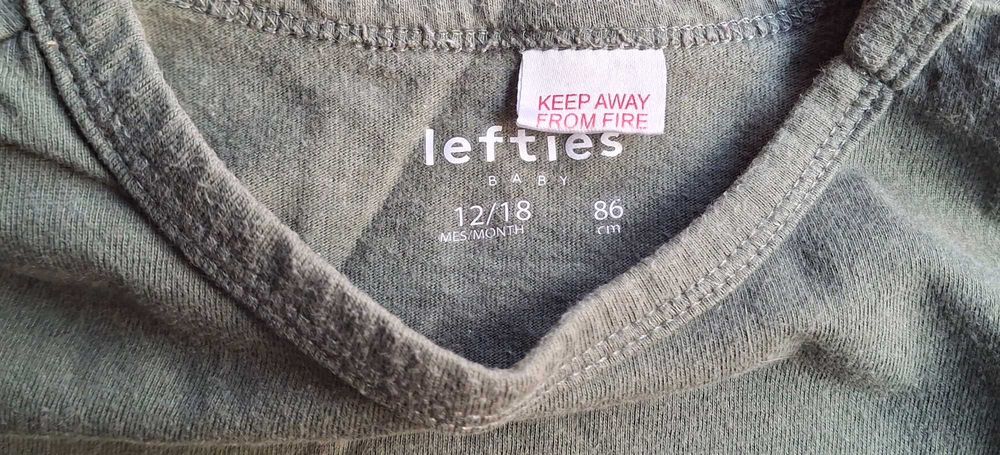 KEEP AWAY
FROM FIRE
lefties
BABY
12/18 86
MES/MONTH cm